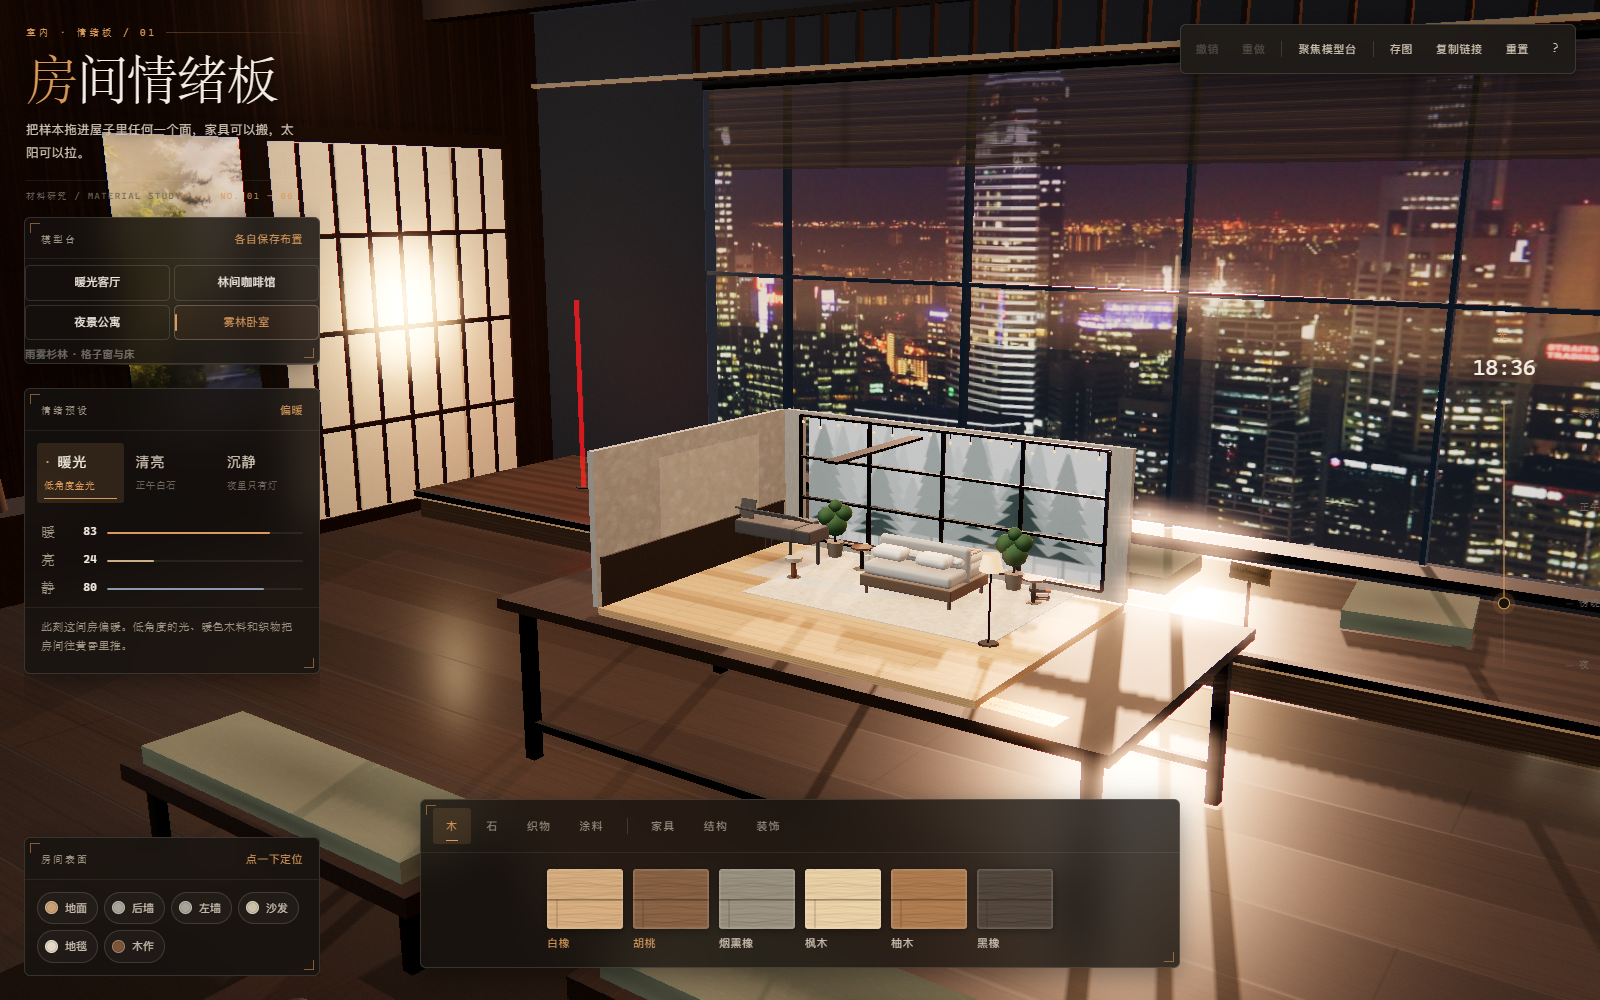 室内 · 情绪板 / 01
房间情绪板
把样本拖进屋子里任何一个面，家具可以搬，太
阳可以拉。
材料研究 / MATERIAL STUDY
撤销 重做 聚焦模型台 存图 复制链接 重置 ?
模型台 各自保存布置
暖光客厅 林间咖啡馆
夜景公寓 雾林卧室
雨雾杉林 · 格子窗与床
情绪预设 偏暖
· 暖光 清亮 沉静
低角度金光 正午白石 夜里只有灯
暖 83
亮 24
静 80
此刻这间房偏暖。低角度的光、暖色木料和织物把
房间往黄昏里推。
18:36
STRAITS
TRADING
房间表面 点一下定位
地面 后墙 左墙 沙发
地毯 木作
木 石 织物 涂料 家具 结构 装饰
白橡 胡桃 烟熏橡 枫木 柚木 黑橡